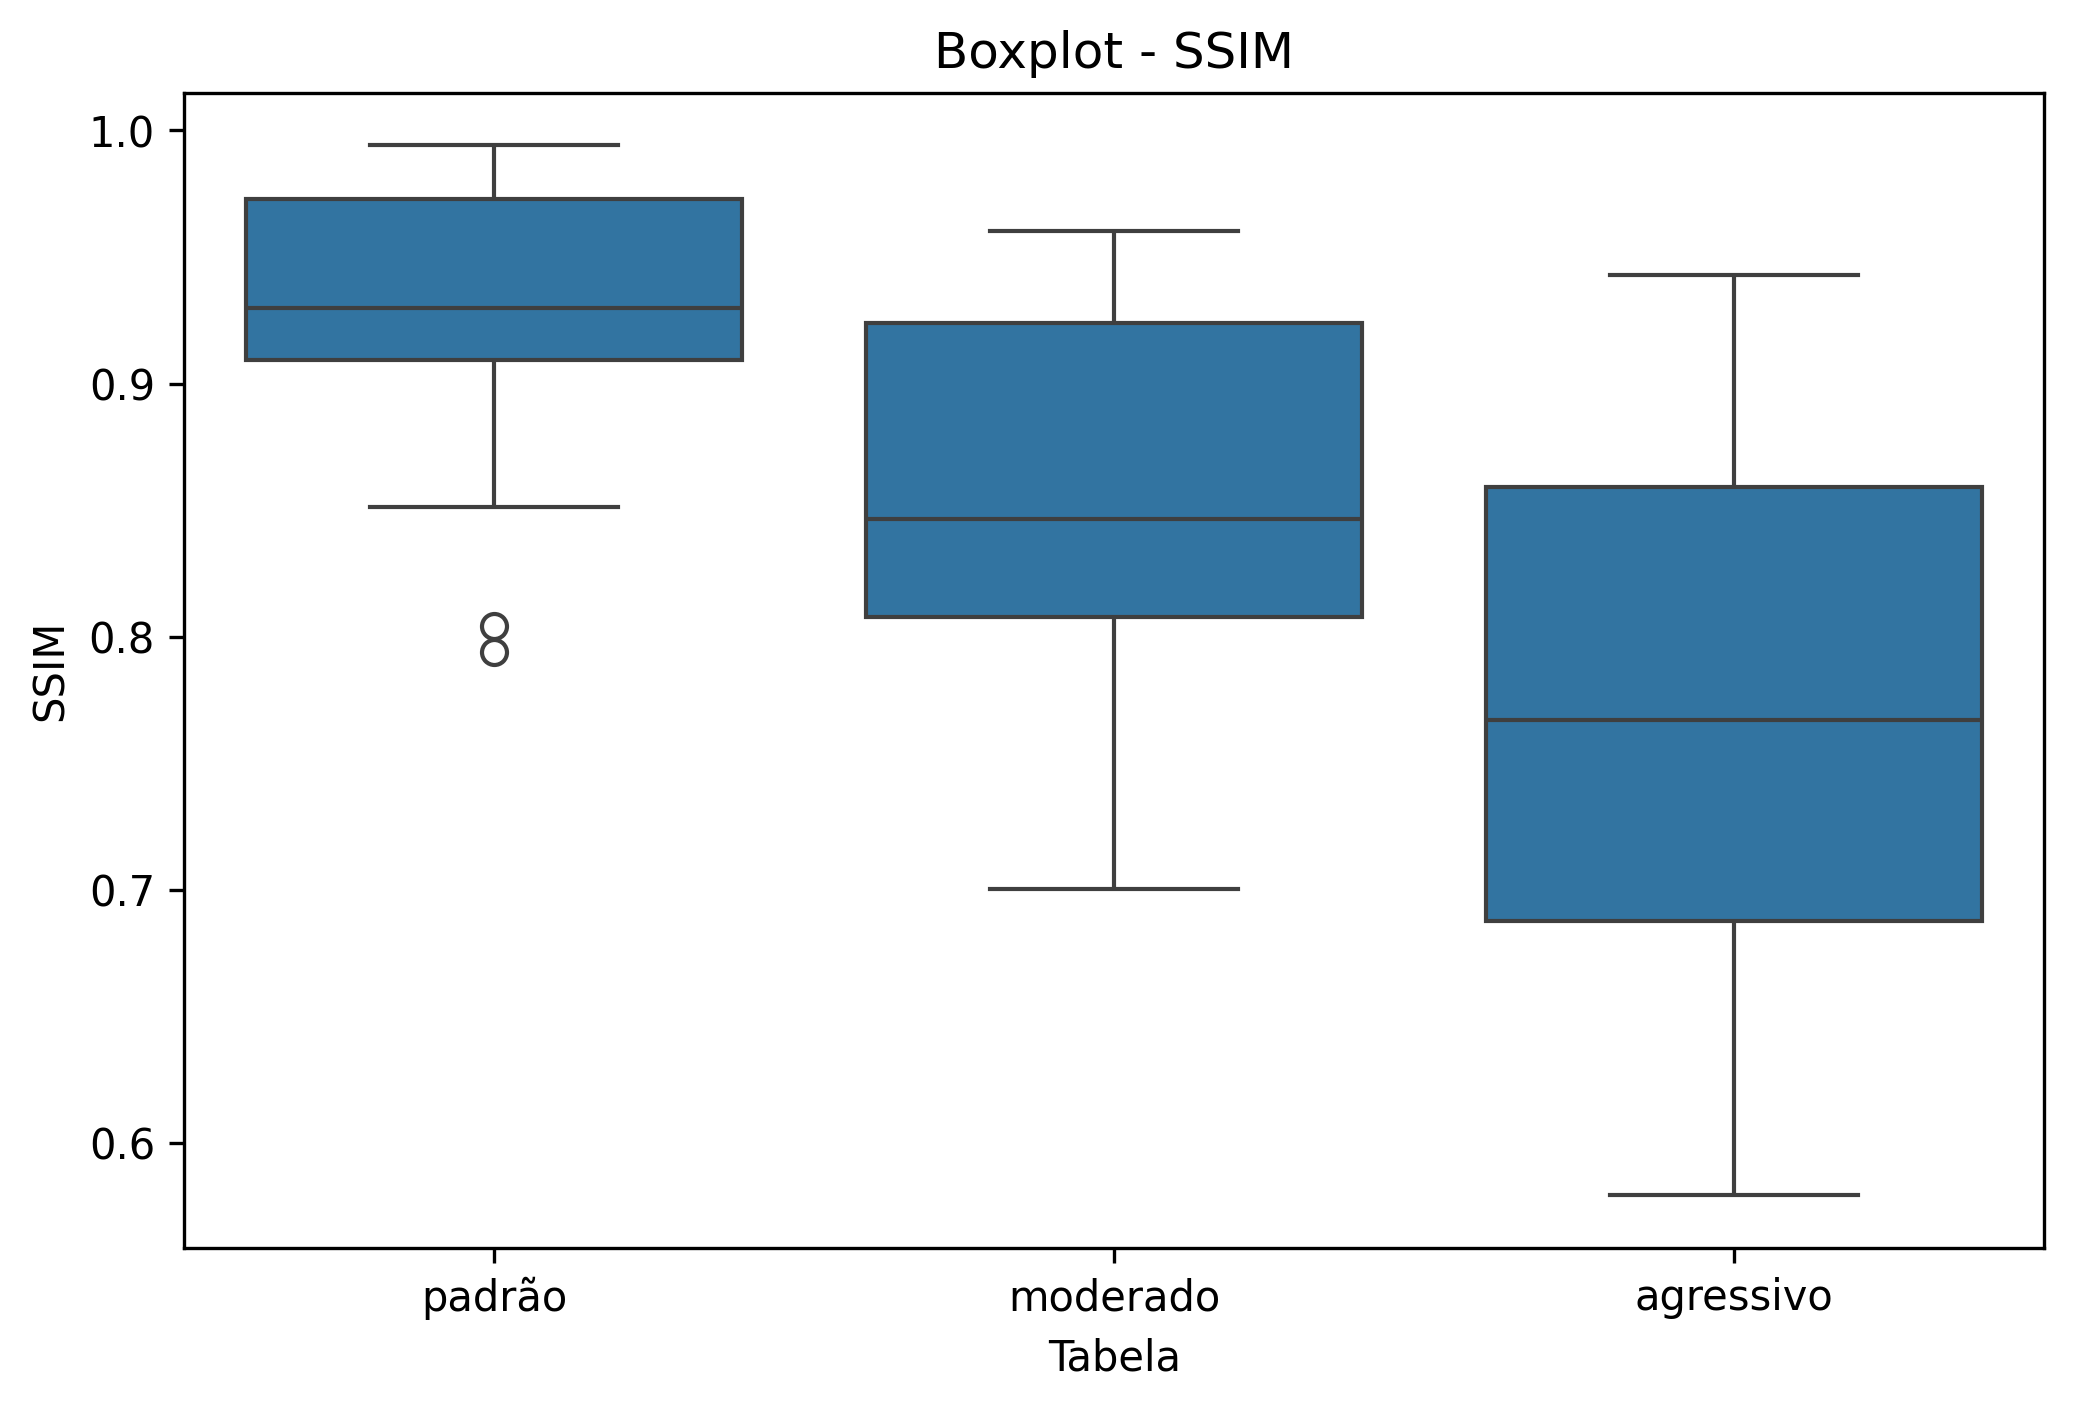 Boxplot - SSIM
1.0
0.9
0.8
0.7
0.6
SSIM
padrão
moderado
agressivo
Tabela